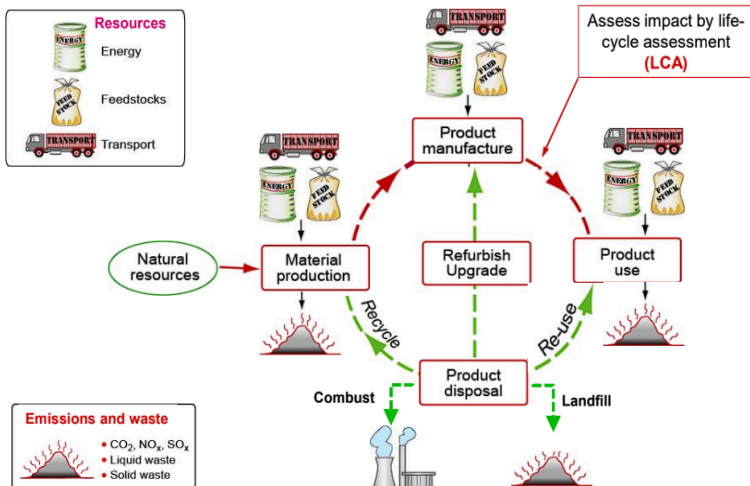 Resources
ENERGY
Energy
FEED
STOCK
Feedstocks
TRANSPORT
Transport
TRANSPORT
ENERGY
FEED
STOCK
Assess impact by life-
cycle assessment
(LCA)
Product
manufacture
TRANSPORT
ENERGY
FEED
STOCK
TRANSPORT
ENERGY
FEED
STOCK
Natural
resources
Material
production
Refurbish
Upgrade
Product
use
Recycle
Re-use
Product
disposal
Combust
Landfill
Emissions and waste
• CO₂, NOₓ, SOₓ
• Liquid waste
• Solid waste